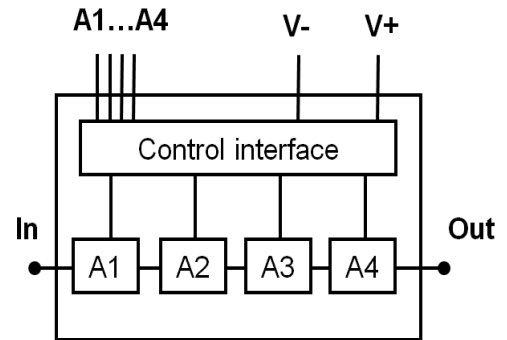 A1...A4 V- V+
Control interface
In Out
A1 A2 A3 A4